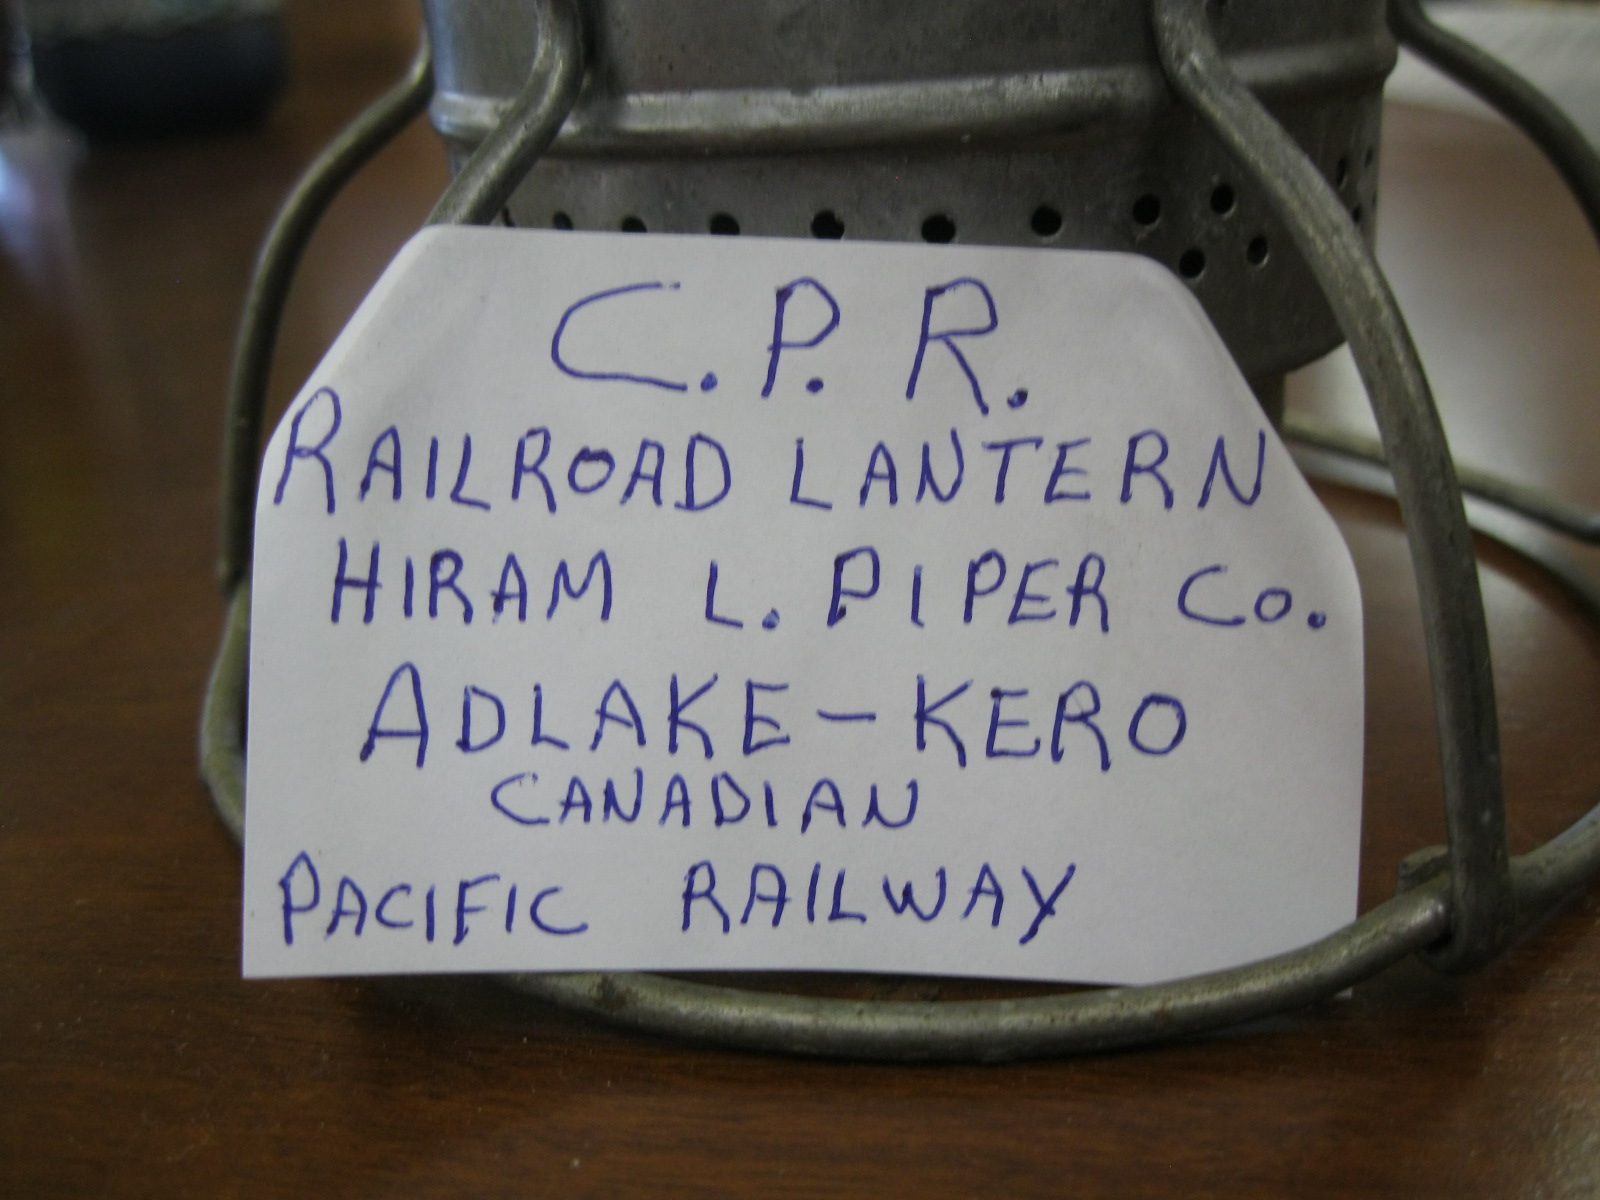 C.P.R.
RAILROAD LANTERN
HIRAM L. PIPER CO.
ADLAKE-KERO
CANADIAN
PACIFIC RAILWAY